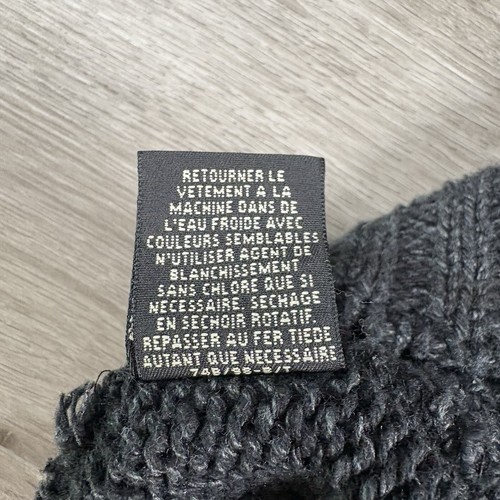 RETOURNER LE
VETEMENT A LA
MACHINE DANS DE
L'EAU FROIDE AVEC
COULEURS SEMBLABLES
N'UTILISER AGENT DE
BLANCHISSEMENT
SANS CHLORE QUE SI
NECESSAIRE. SECHAGE
EN SECHOIR ROTATIF.
REPASSER AU FER TIEDE
AUTANT QUE NECESSAIRE